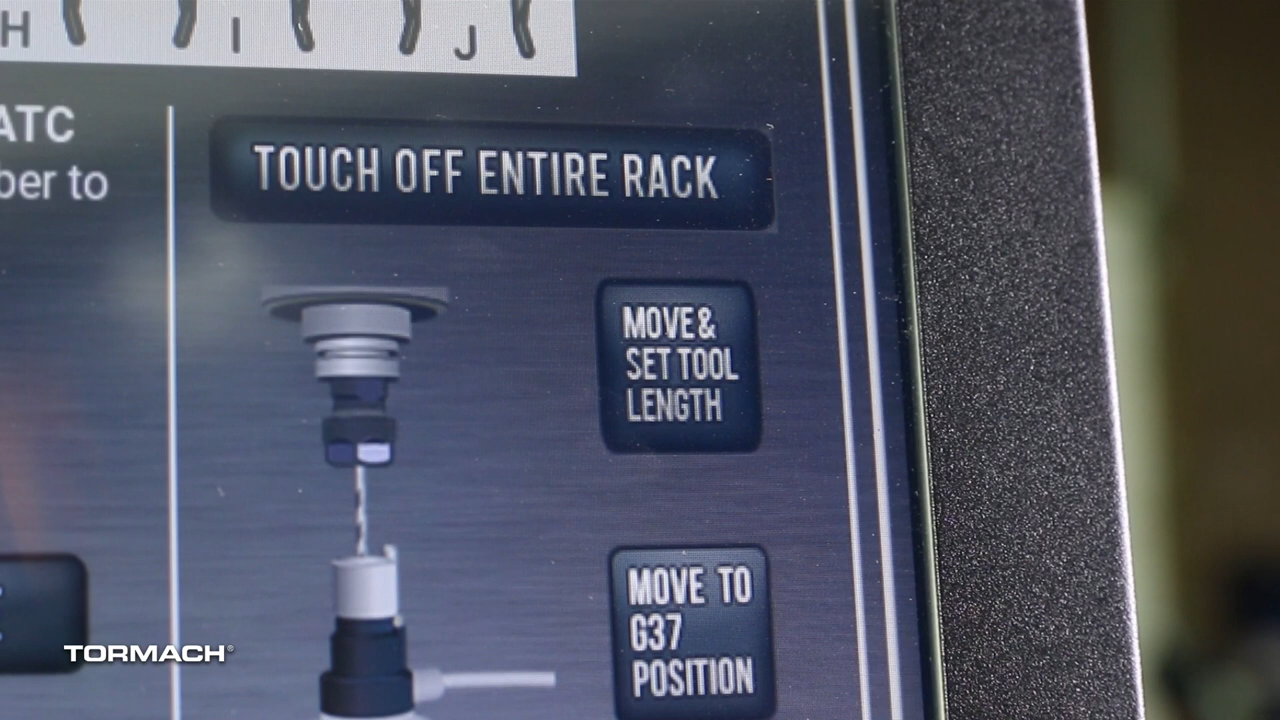 H I J
ATC
ber to
TOUCH OFF ENTIRE RACK
MOVE &
SET TOOL
LENGTH
MOVE TO
G37
POSITION
TORMACH®